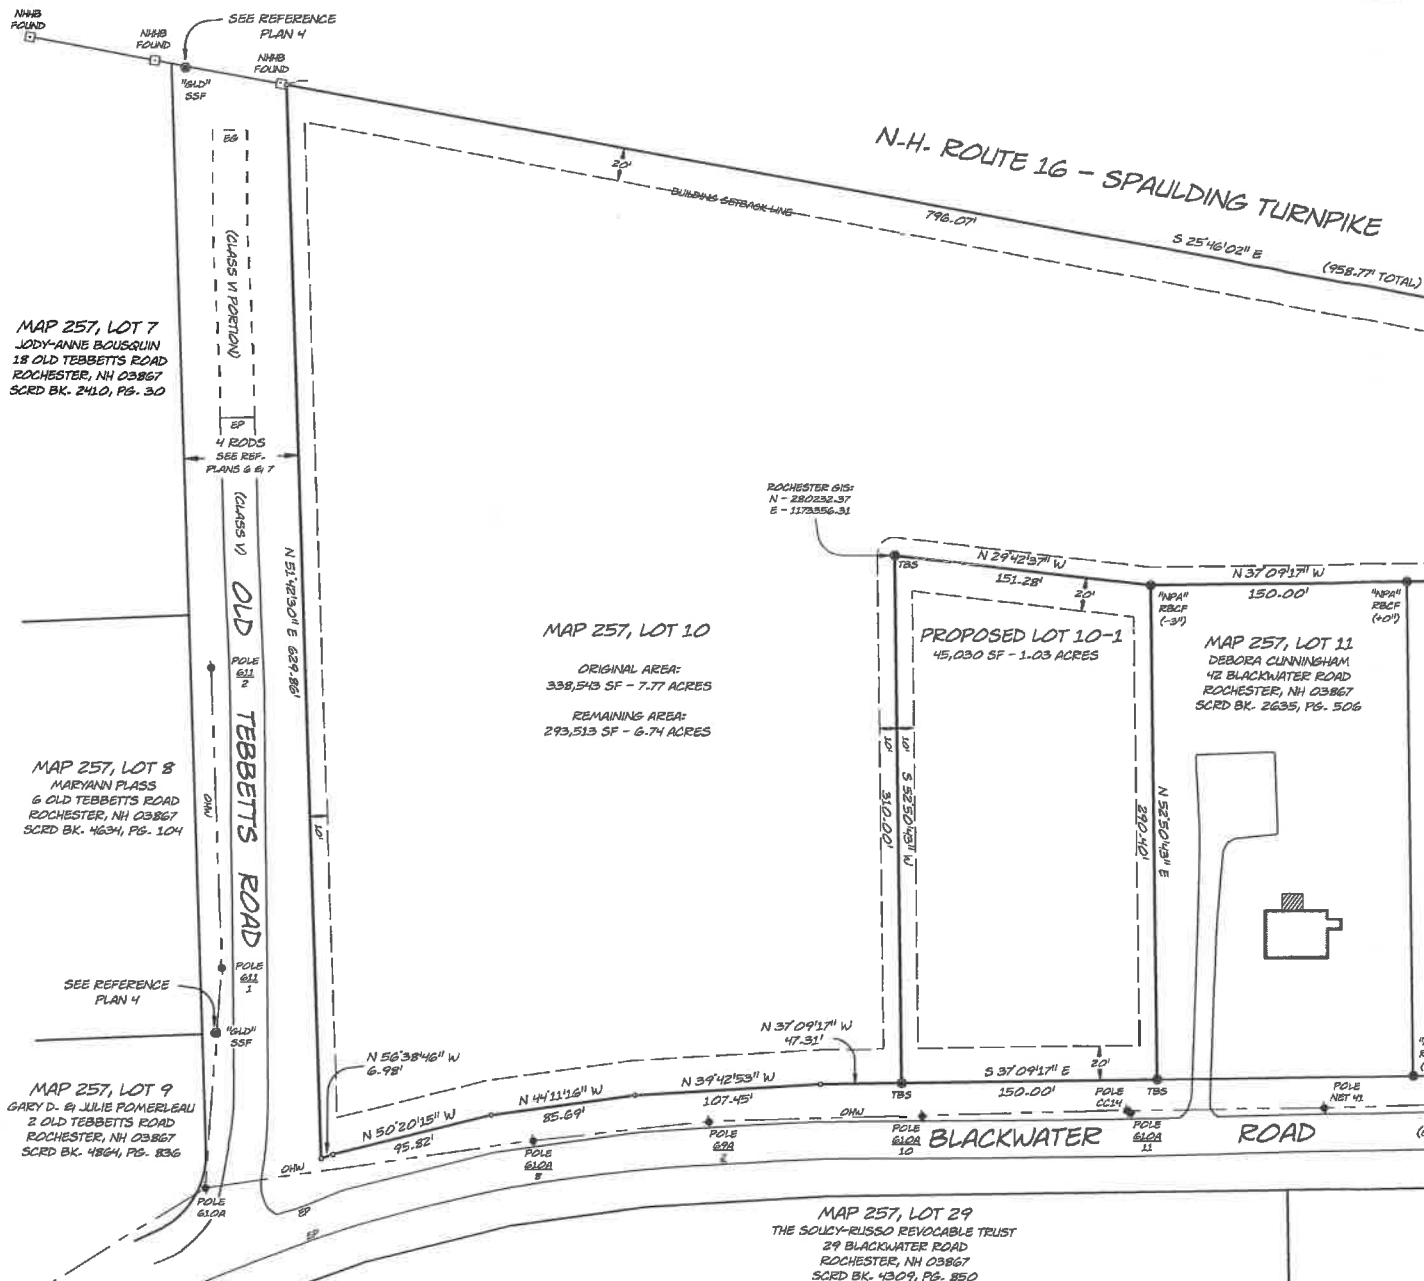 NHHB
FOUND
NHHB
FOUND
SEE REFERENCE
PLAN 4
NHHB
FOUND
"GLD"
SSF
EG
(CLASS VI PORTION)
20'
BUILDING SETBACK LINE
N.H. ROUTE 16 - SPAULDING TURNPIKE
796.07'
S 25°46'02" E
(958.77' TOTAL)
MAP 257, LOT 7
JODY-ANNE BOUSQUIN
18 OLD TEBBETTS ROAD
ROCHESTER, NH 03867
SCRD BK. 2410, PG. 30
EP
4 RODS
SEE REF.
PLANS 6 & 7
(CLASS V)
OLD TEBBETTS ROAD
N 51°42'30" E 629.86'
ROCHESTER GIS:
N - 280232.37
E - 1173356.31
TBS
N 29°42'37" W
151.28'
20'
N 37°09'17" W
150.00'
"NPA"
RBCF
(-3")
"NPA"
RBCF
(+0")
MAP 257, LOT 10
ORIGINAL AREA:
338,543 SF - 7.77 ACRES
REMAINING AREA:
293,513 SF - 6.74 ACRES
PROPOSED LOT 10-1
45,030 SF - 1.03 ACRES
MAP 257, LOT 11
DEBORA CUNNINGHAM
42 BLACKWATER ROAD
ROCHESTER, NH 03867
SCRD BK. 2635, PG. 506
POLE
611
2
10'
10'
S 52°50'43" W
310.00'
N 52°50'43" E
290.40'
MAP 257, LOT 8
MARYANN PLASS
6 OLD TEBBETTS ROAD
ROCHESTER, NH 03867
SCRD BK. 4634, PG. 104
OHW
10'
POLE
611
1
SEE REFERENCE
PLAN 4
"GLD"
SSF
N 56°38'46" W
6.98'
N 37°09'17" W
47.31'
N 50°20'15" W
95.82'
N 44°11'16" W
85.69'
N 39°42'53" W
107.45'
TBS
S 37°09'17" E
150.00'
20'
TBS
POLE
CC14
POLE
NET 41
MAP 257, LOT 9
GARY D. & JULIE POMERLEAU
2 OLD TEBBETTS ROAD
ROCHESTER, NH 03867
SCRD BK. 4864, PG. 836
OHW
OHW
POLE
610A
8
POLE
69A
POLE
610A
10
BLACKWATER ROAD
POLE
610A
11
POLE
610A
EP
EP
MAP 257, LOT 29
THE SOUCY-RUSSO REVOCABLE TRUST
29 BLACKWATER ROAD
ROCHESTER, NH 03867
SCRD BK. 4309, PG. 850